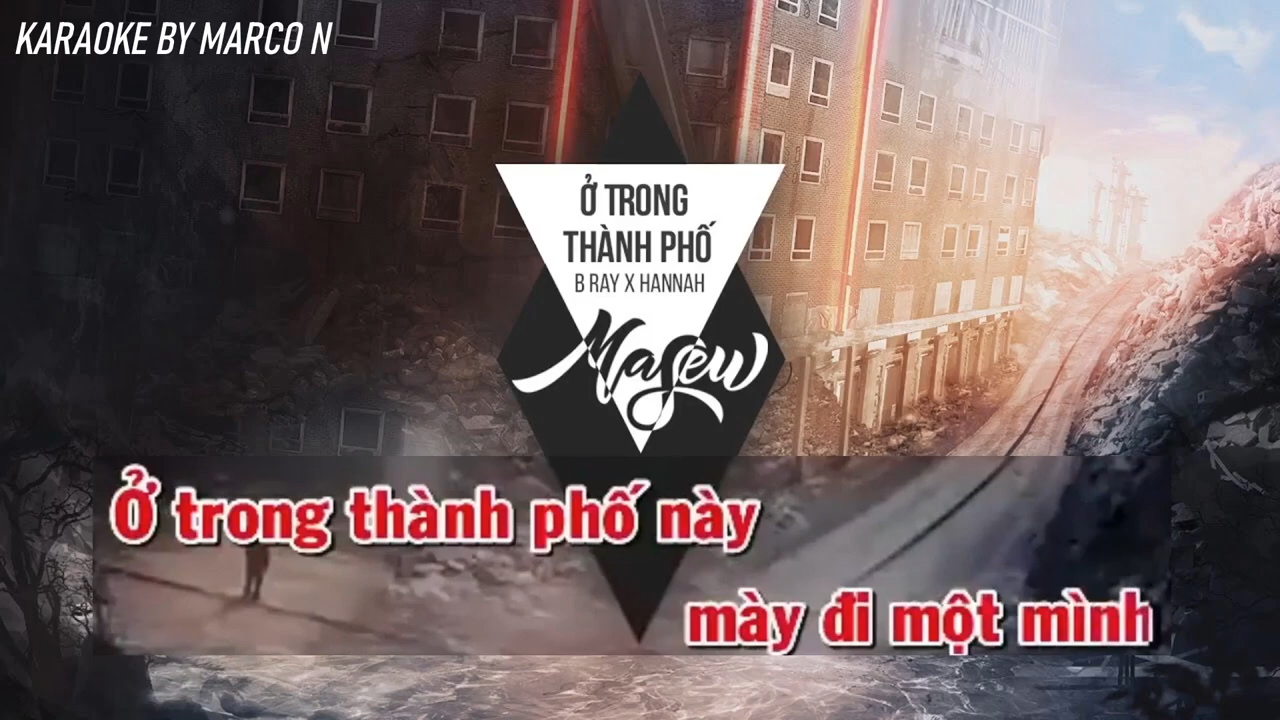 KARAOKE BY MARCO N
Ở TRONG
THÀNH PHỐ
B RAY X HANNAH
Masew
Ở trong thành phố này
mày đi một mình